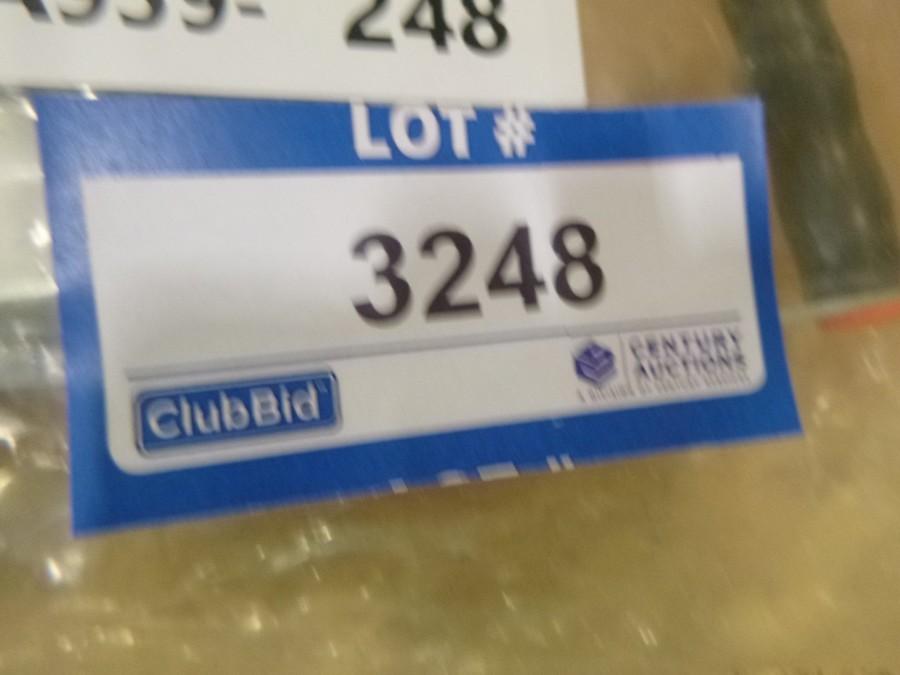 248
LOT #
3248
ClubBid
CENTURY
AUCTIONS